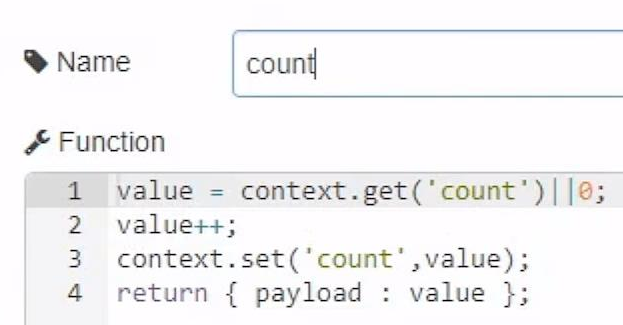 Name
count
Function
1 value = context.get('count')||0;
2 value++;
3 context.set('count',value);
4 return { payload : value };